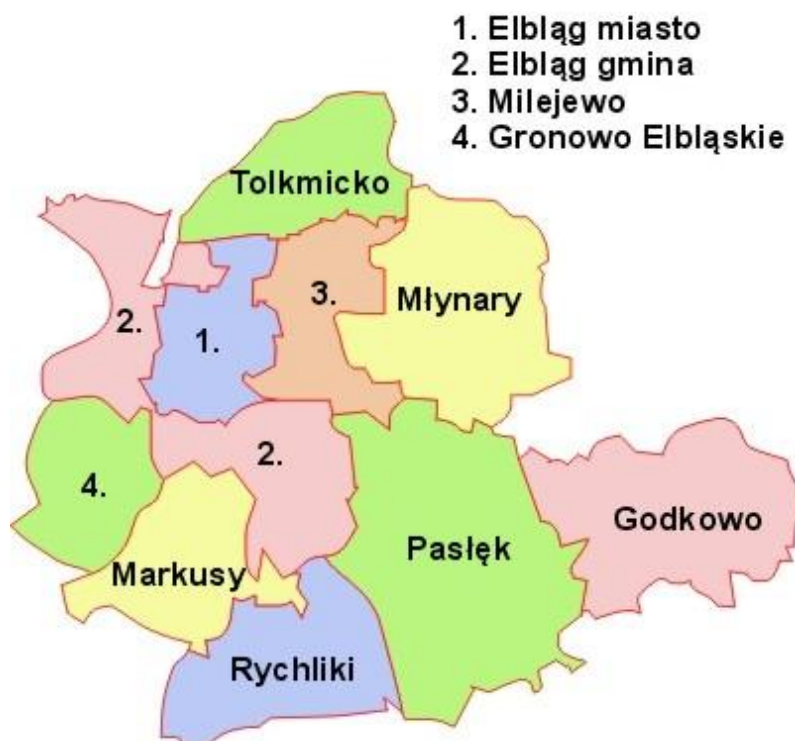 1. Elbląg miasto
2. Elbląg gmina
3. Milejewo
4. Gronowo Elbląskie
Tolkmicko
3.
Młynary
2.
1.
2.
4.
Godkowo
Pasłęk
Markusy
Rychliki